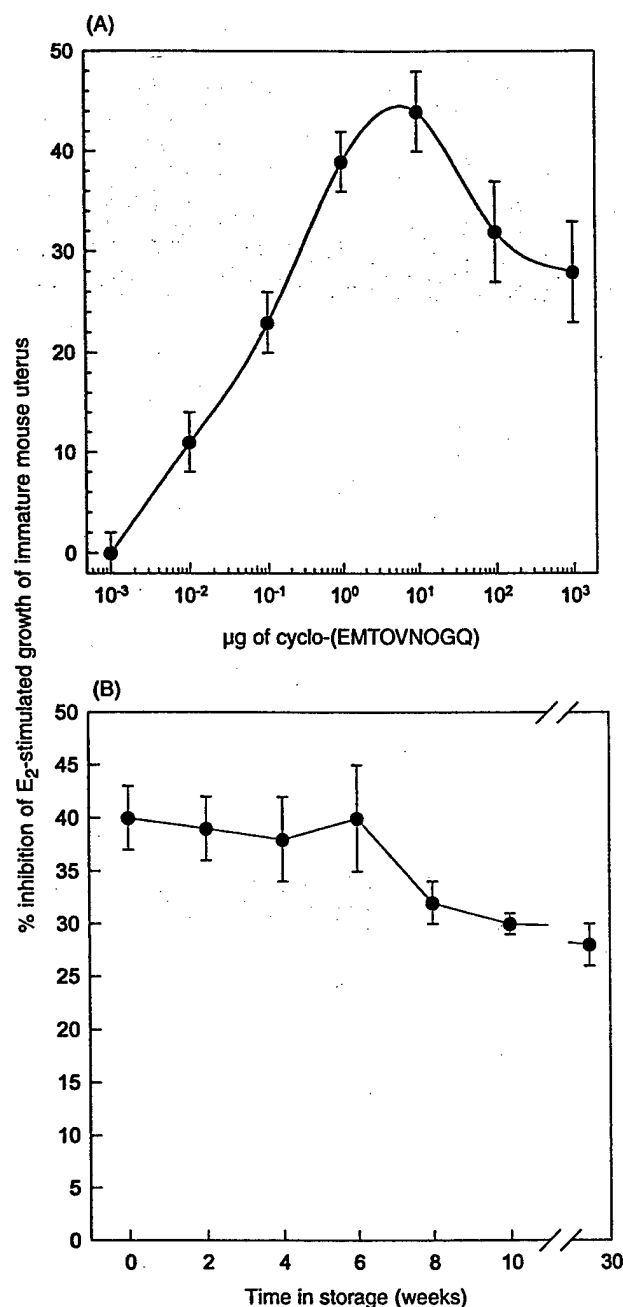 (A)
50
40
30
20
10
0
10⁻³ 10⁻² 10⁻¹ 10⁰ 10¹ 10² 10³
µg of cyclo-(EMTOVNOGQ)
% inhibition of E₂-stimulated growth of immature mouse uterus
(B)
50
45
40
35
30
25
20
15
10
5
0
0 2 4 6 8 10 30
Time in storage (weeks)